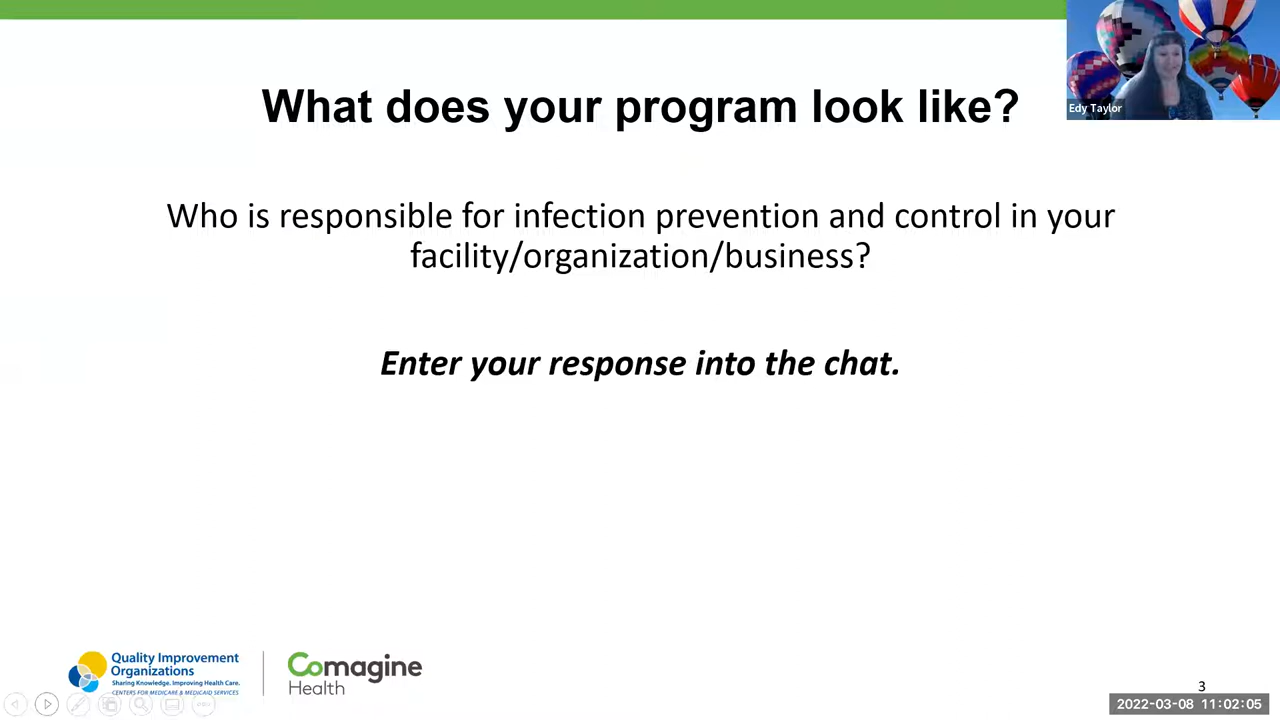 Edy Taylor
What does your program look like?
Who is responsible for infection prevention and control in your
facility/organization/business?
Enter your response into the chat.
Quality Improvement
Organizations
Sharing Knowledge. Improving Health Care.
CENTERS FOR MEDICARE & MEDICAID SERVICES
Comagine
Health
3
2022-03-08 11:02:05